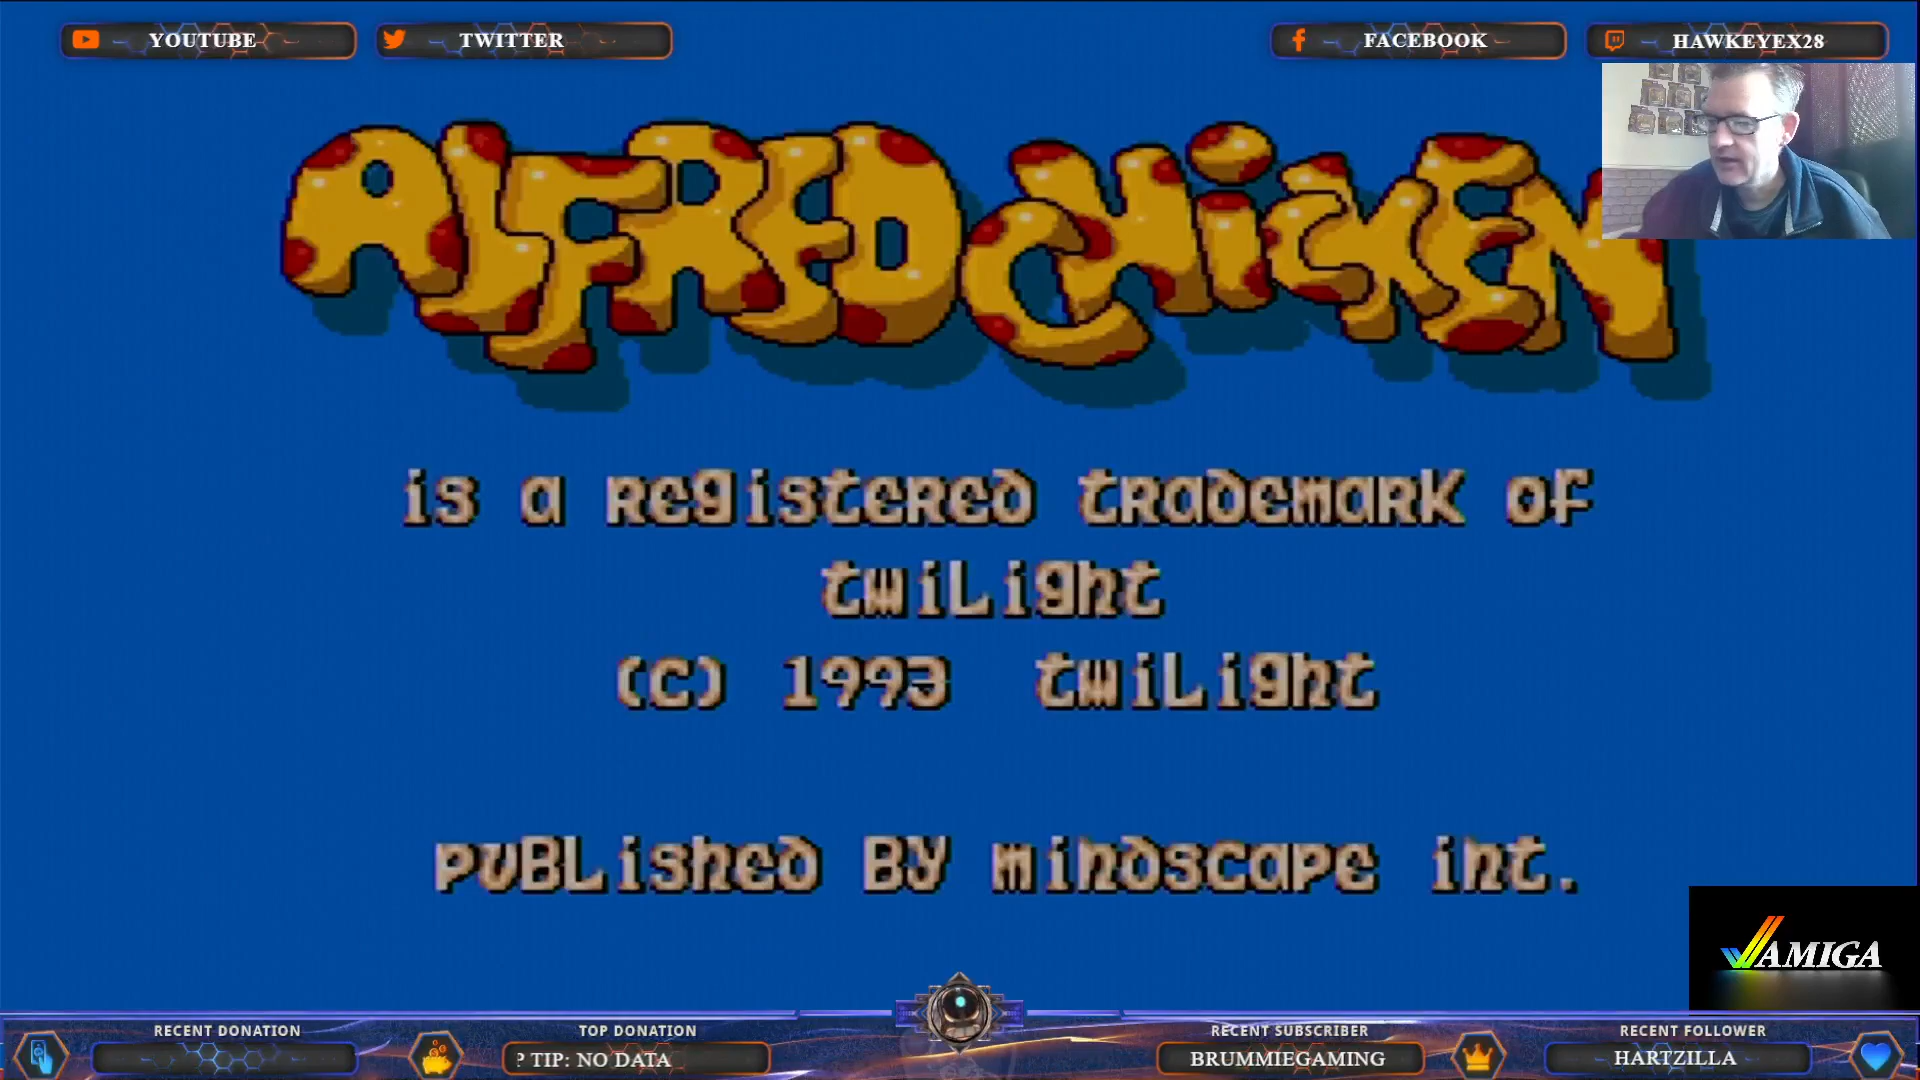 YOUTUBE
TWITTER
FACEBOOK
HAWKEYEX28
ALFRED CHICKEN
is a registered trademark of
twilight
(C) 1993 twilight
published by mindscape int.
AMIGA
RECENT DONATION
TOP DONATION
P TIP: NO DATA
RECENT SUBSCRIBER
BRUMMIEGAMING
RECENT FOLLOWER
HARTZILLA